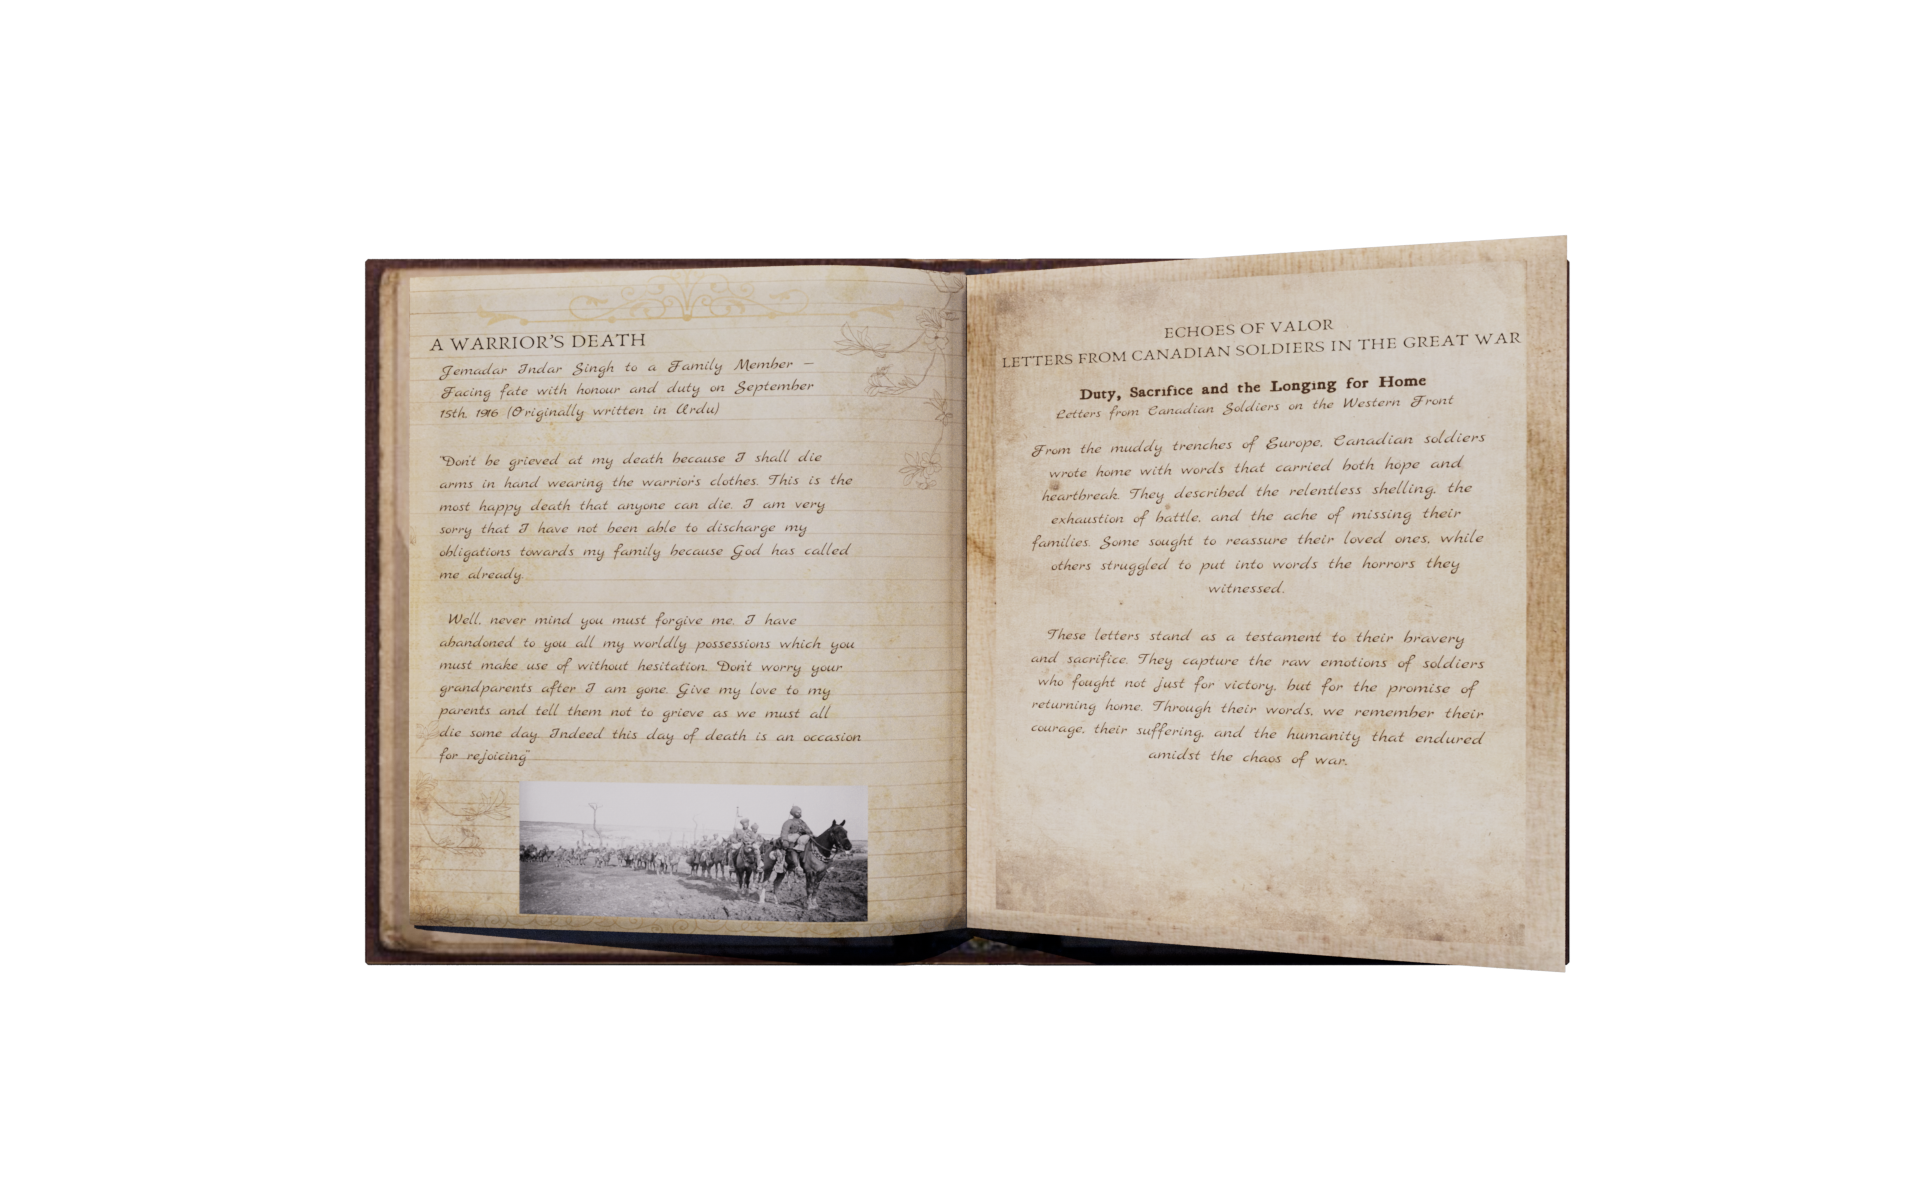 A WARRIOR'S DEATH
Jemadar Indar Singh to a Family Member –
Facing fate with honour and duty on September
15th, 1916 (Originally written in Urdu)
"Don't be grieved at my death because I shall die
arms in hand wearing the warrior's clothes. This is the
most happy death that anyone can die. I am very
sorry that I have not been able to discharge my
obligations towards my family because God has called
me already.
Well, never mind you must forgive me. I have
abandoned to you all my worldly possessions which you
must make use of without hesitation. Don't worry your
grandparents after I am gone. Give my love to my
parents and tell them not to grieve as we must all
die some day. Indeed this day of death is an occasion
for rejoicing"
ECHOES OF VALOR
LETTERS FROM CANADIAN SOLDIERS IN THE GREAT WAR
Duty, Sacrifice and the Longing for Home
Letters from Canadian Soldiers on the Western Front
From the muddy trenches of Europe, Canadian soldiers
wrote home with words that carried both hope and
heartbreak. They described the relentless shelling, the
exhaustion of battle, and the ache of missing their
families. Some sought to reassure their loved ones, while
others struggled to put into words the horrors they
witnessed.
These letters stand as a testament to their bravery
and sacrifice. They capture the raw emotions of soldiers
who fought not just for victory, but for the promise of
returning home. Through their words, we remember their
courage, their suffering, and the humanity that endured
amidst the chaos of war.